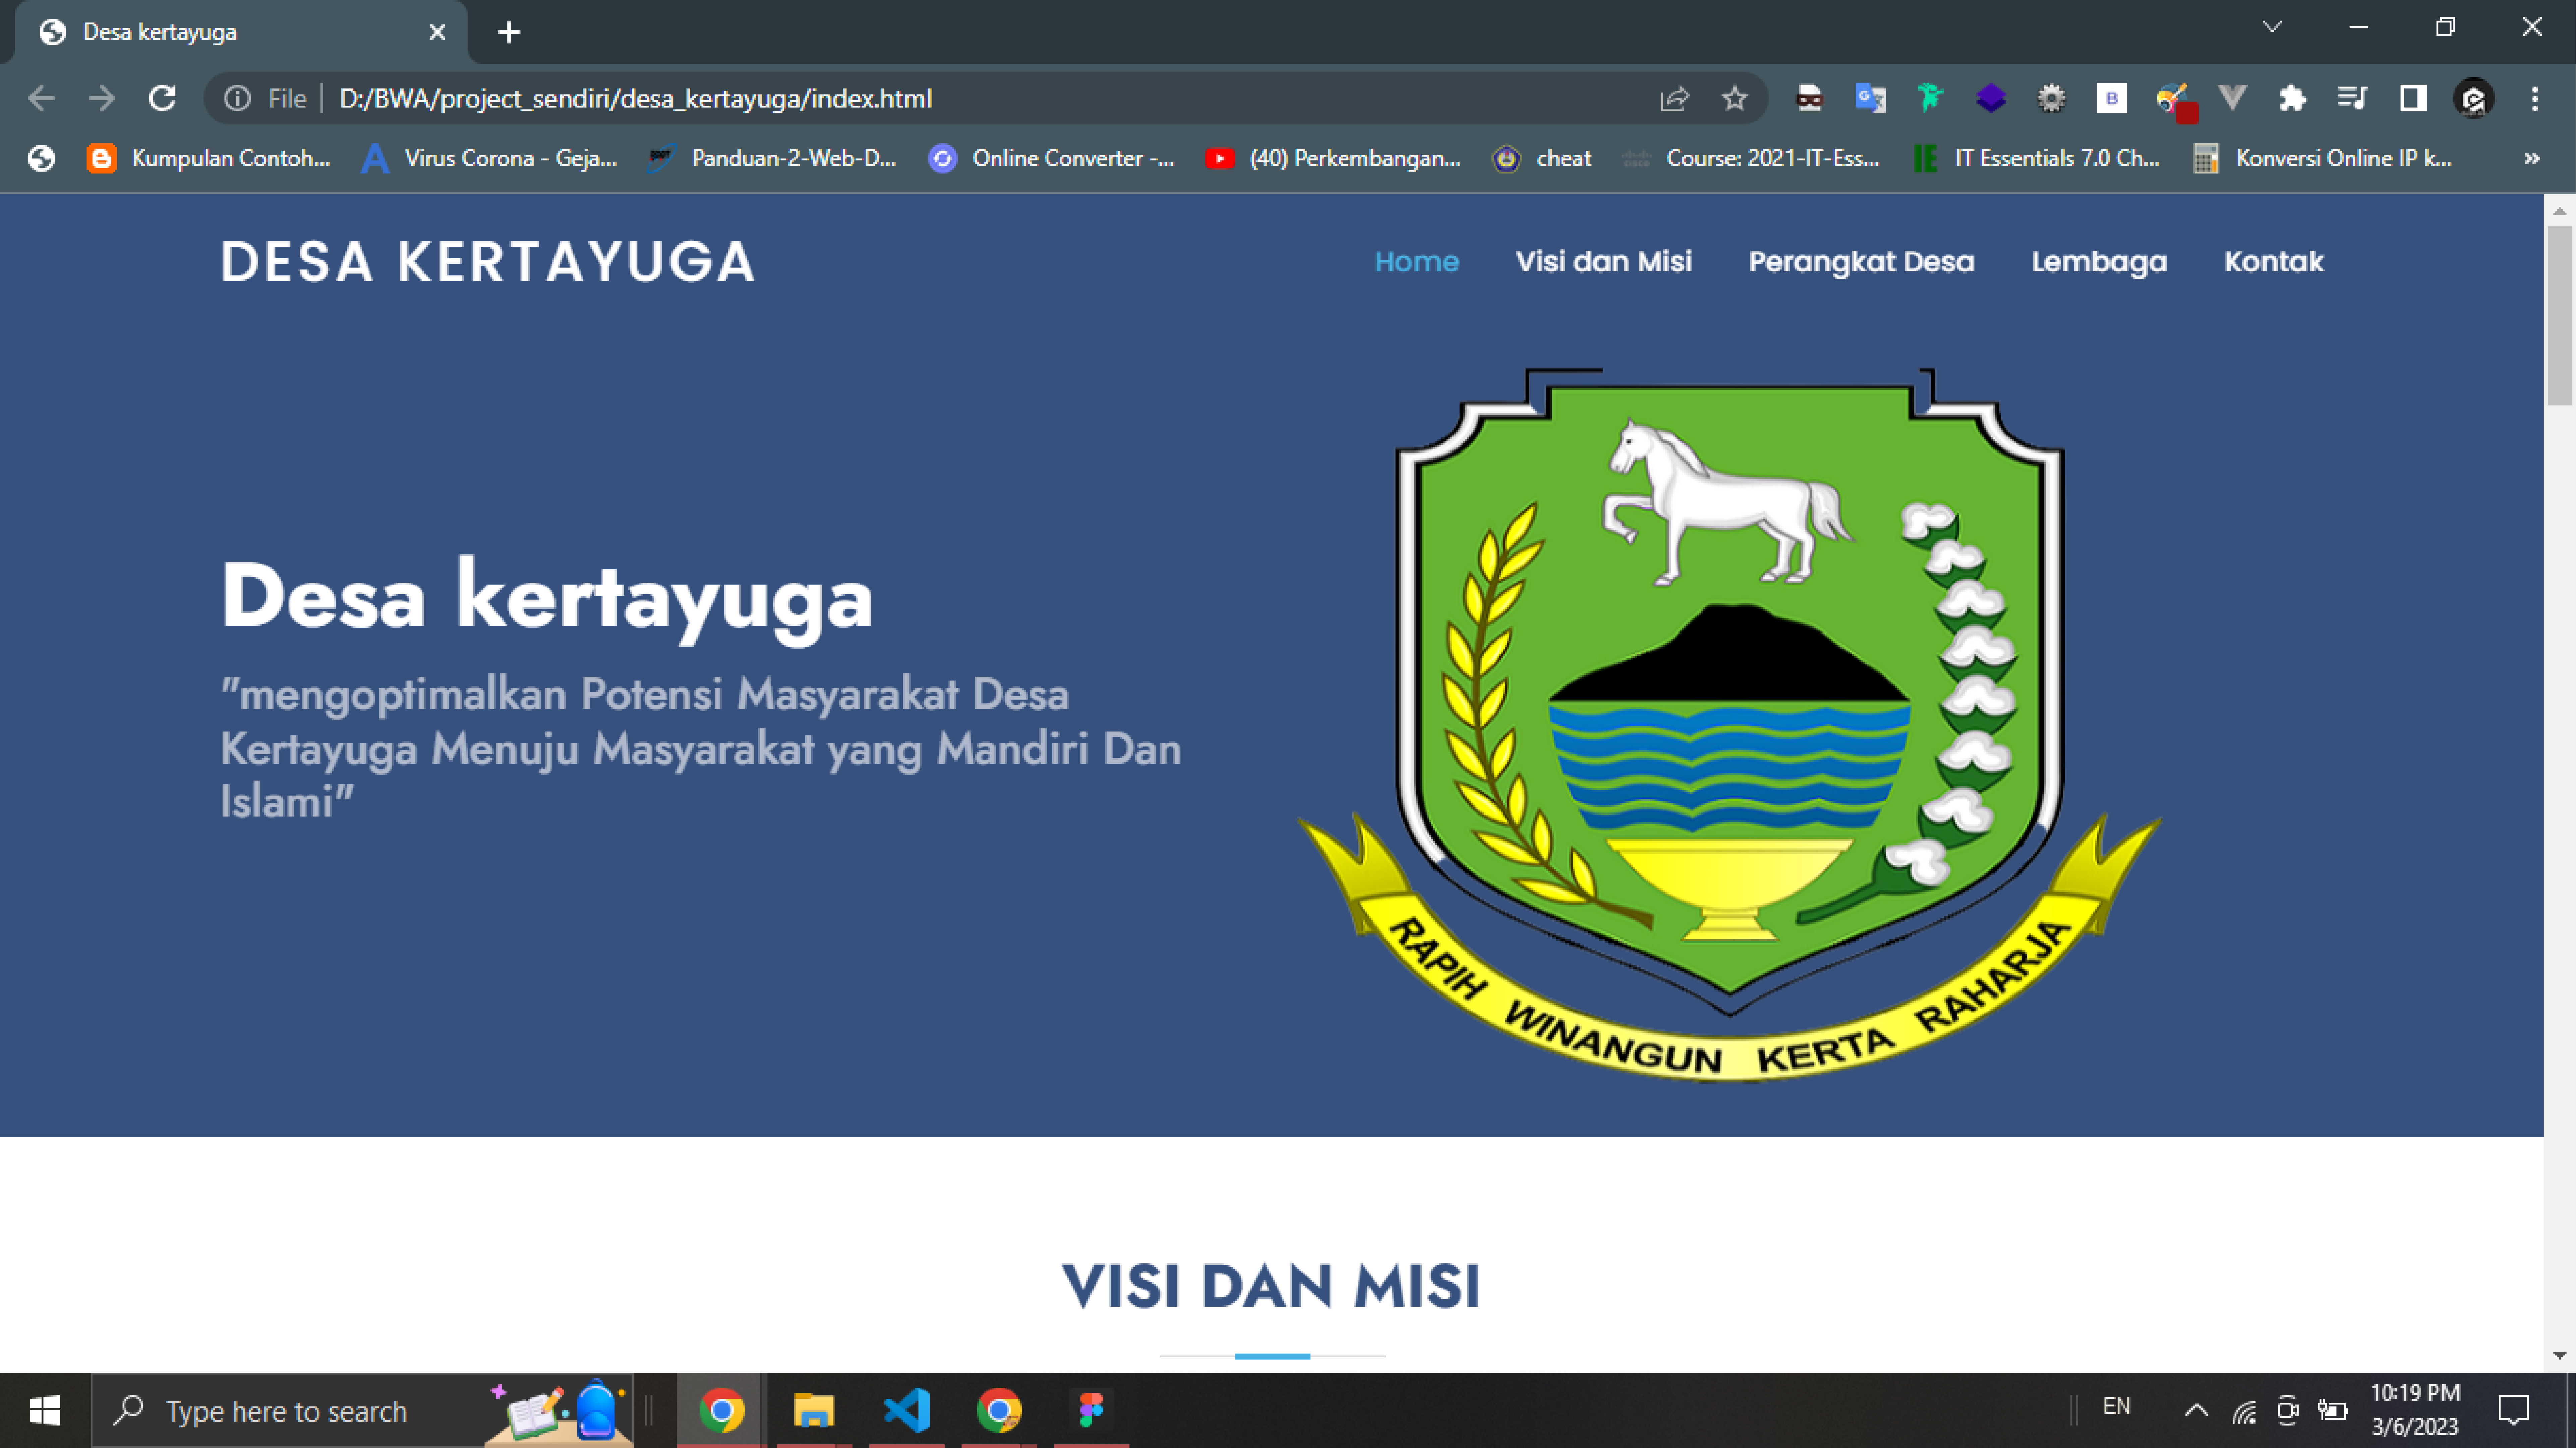 Desa kertayuga
File D:/BWA/project_sendiri/desa_kertayuga/index.html
Kumpulan Contoh... Virus Corona - Geja... Panduan-2-Web-D... Online Converter -... (40) Perkembangan... cheat Course: 2021-IT-Ess... IT Essentials 7.0 Ch... Konversi Online IP k... »
DESA KERTAYUGA Home Visi dan Misi Perangkat Desa Lembaga Kontak
Desa kertayuga
"mengoptimalkan Potensi Masyarakat Desa
Kertayuga Menuju Masyarakat yang Mandiri Dan
Islami"
RAPIH WINANGUN KERTA RAHARJA
VISI DAN MISI
Type here to search
EN
10:19 PM
3/6/2023